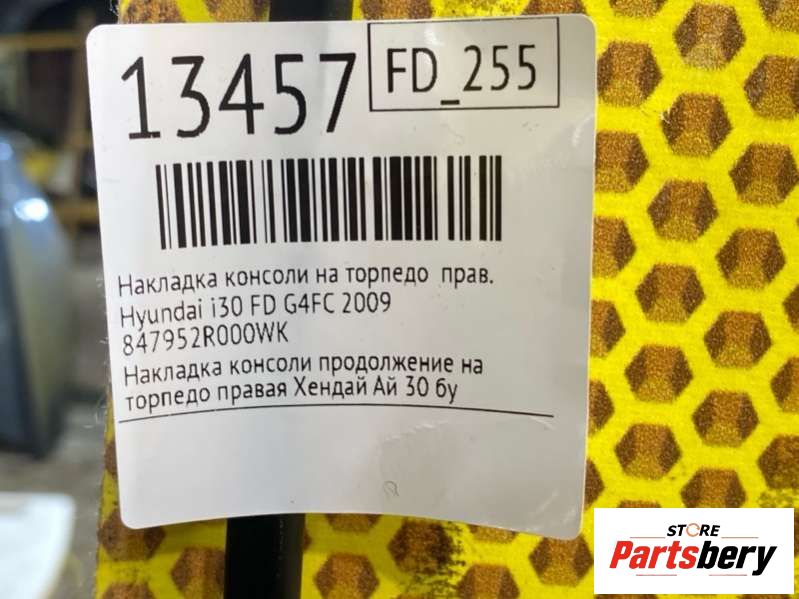 13457
FD_255
Накладка консоли на торпедо прав.
Hyundai i30 FD G4FC 2009
847952R000WK
Накладка консоли продолжение на
торпедо правая Хендай Ай 30 бу
STORE
Partsbery